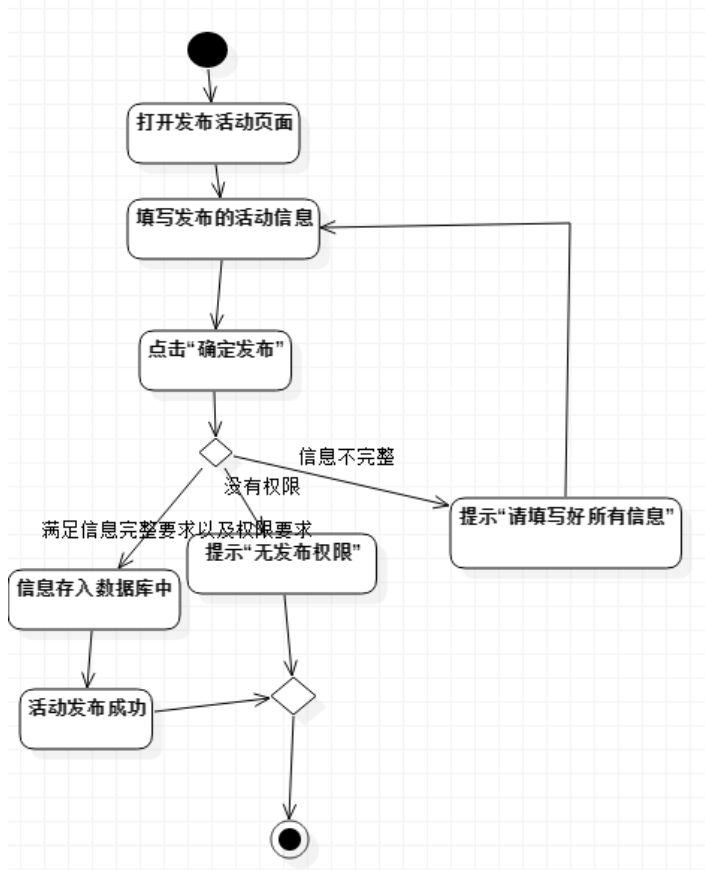 打开发布活动页面
填写发布的活动信息
点击“确定发布”
信息不完整
没有权限
提示“请填写好所有信息”
满足信息完整要求以及权限要求
提示“无发布权限”
信息存入数据库中
活动发布成功